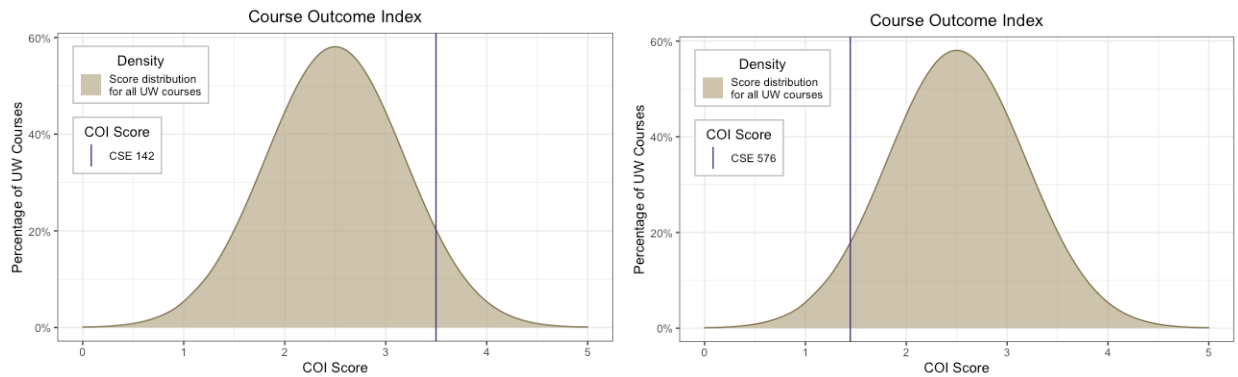 Course Outcome Index
Density
Score distribution
for all UW courses
COI Score
CSE 142
Percentage of UW Courses
60%
40%
20%
0%
0 1 2 3 4 5
COI Score
Course Outcome Index
Density
Score distribution
for all UW courses
COI Score
CSE 576
Percentage of UW Courses
60%
40%
20%
0%
0 1 2 3 4 5
COI Score